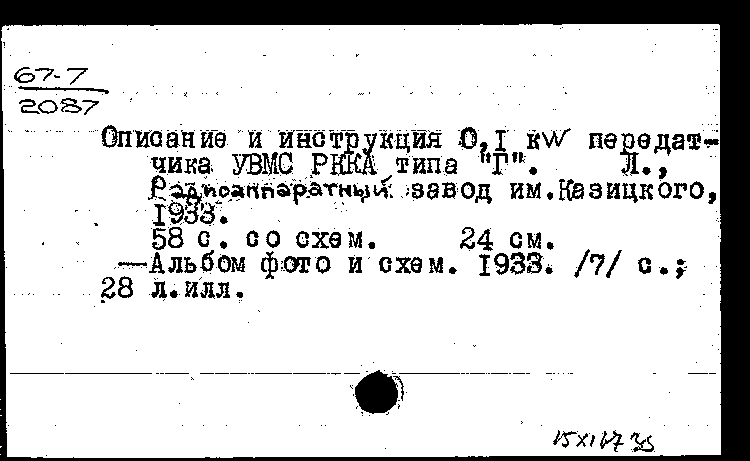 67-7
2087
Описание и инструкция 0,1 kW передат-
чика УВМС РККА типа "Г". Л.,
Радиоаппаратный завод им.Казицкого,
1933.
58 с. со схем. 24 см.
—Альбом фото и схем. 1933. /7/ с.;
28 л.илл.